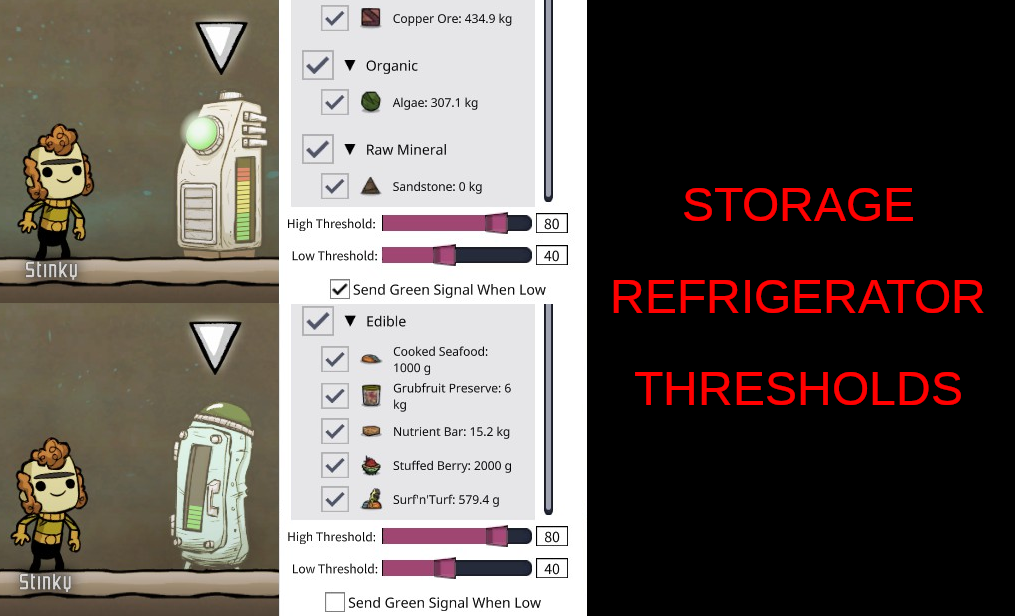 Copper Ore: 434.9 kg
Organic
Algae: 307.1 kg
Raw Mineral
Sandstone: 0 kg
High Threshold: 80
Low Threshold: 40
Send Green Signal When Low
Stinky
Edible
Cooked Seafood:
1000 g
Grubfruit Preserve: 6
kg
Nutrient Bar: 15.2 kg
Stuffed Berry: 2000 g
Surf'n'Turf: 579.4 g
High Threshold: 80
Low Threshold: 40
Send Green Signal When Low
Stinky
STORAGE
REFRIGERATOR
THRESHOLDS